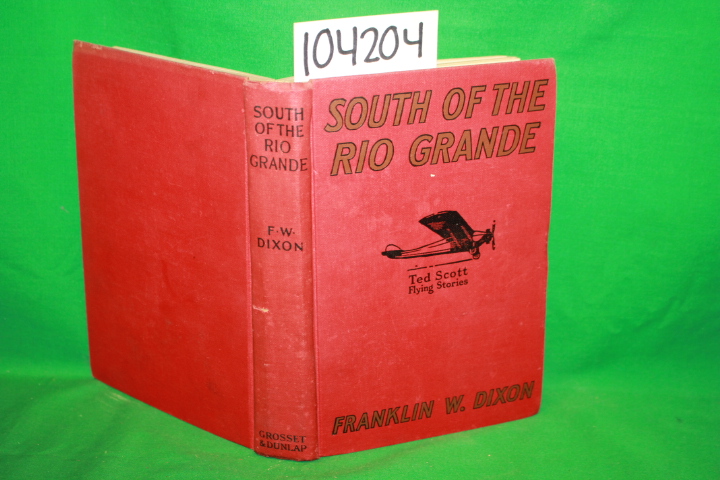 104204
SOUTH
OF THE
RIO
GRANDE
F·W·
DIXON
GROSSET
& DUNLAP
SOUTH OF THE
RIO GRANDE
Ted Scott
Flying Stories
FRANKLIN W. DIXON